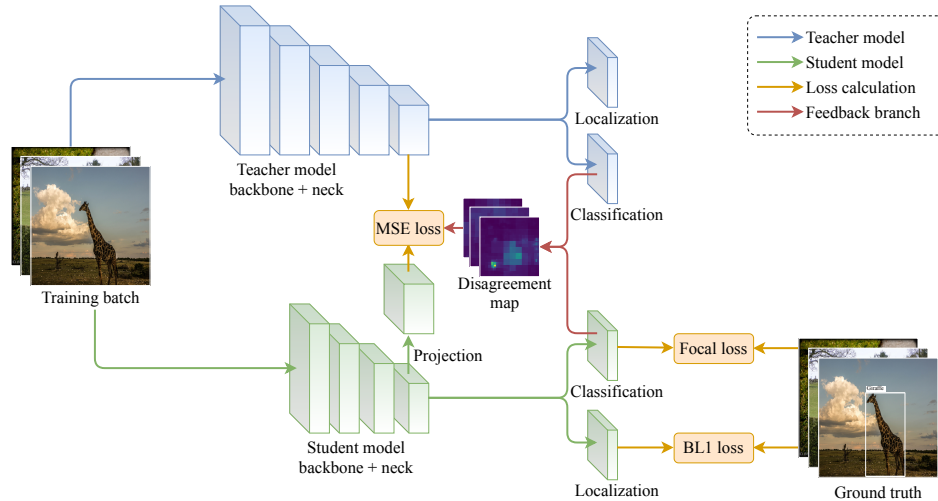 Teacher model
Student model
Loss calculation
Feedback branch
Localization
Teacher model
backbone + neck
Classification
MSE loss
Disagreement
map
Training batch
Projection
Focal loss
Classification
Student model
backbone + neck
BL1 loss
Localization
Ground truth